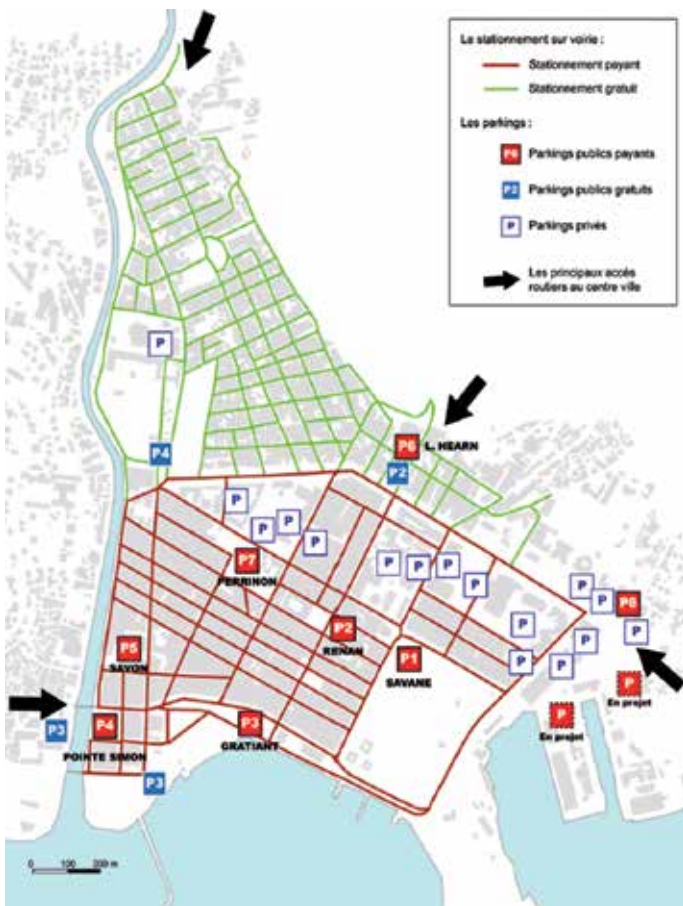 Le stationnement sur voirie :
Stationnement payant
Stationnement gratuit
Les parkings :
P6 Parkings publics payants
P2 Parkings publics gratuits
P Parkings privés
Les principaux accés
routiers au centre ville
P
P6
L. HEARN
P4
P2
P
P
P
P
P7
PERRINON
P
P
P
P
P
P
P8
P
P2
RENAN
P
P5
SAVON
P1
SAVANE
P
P
P
P
En projet
P
En projet
P3
P4
POINTE SIMON
P3
GRATIANT
P3
0 100 200 m